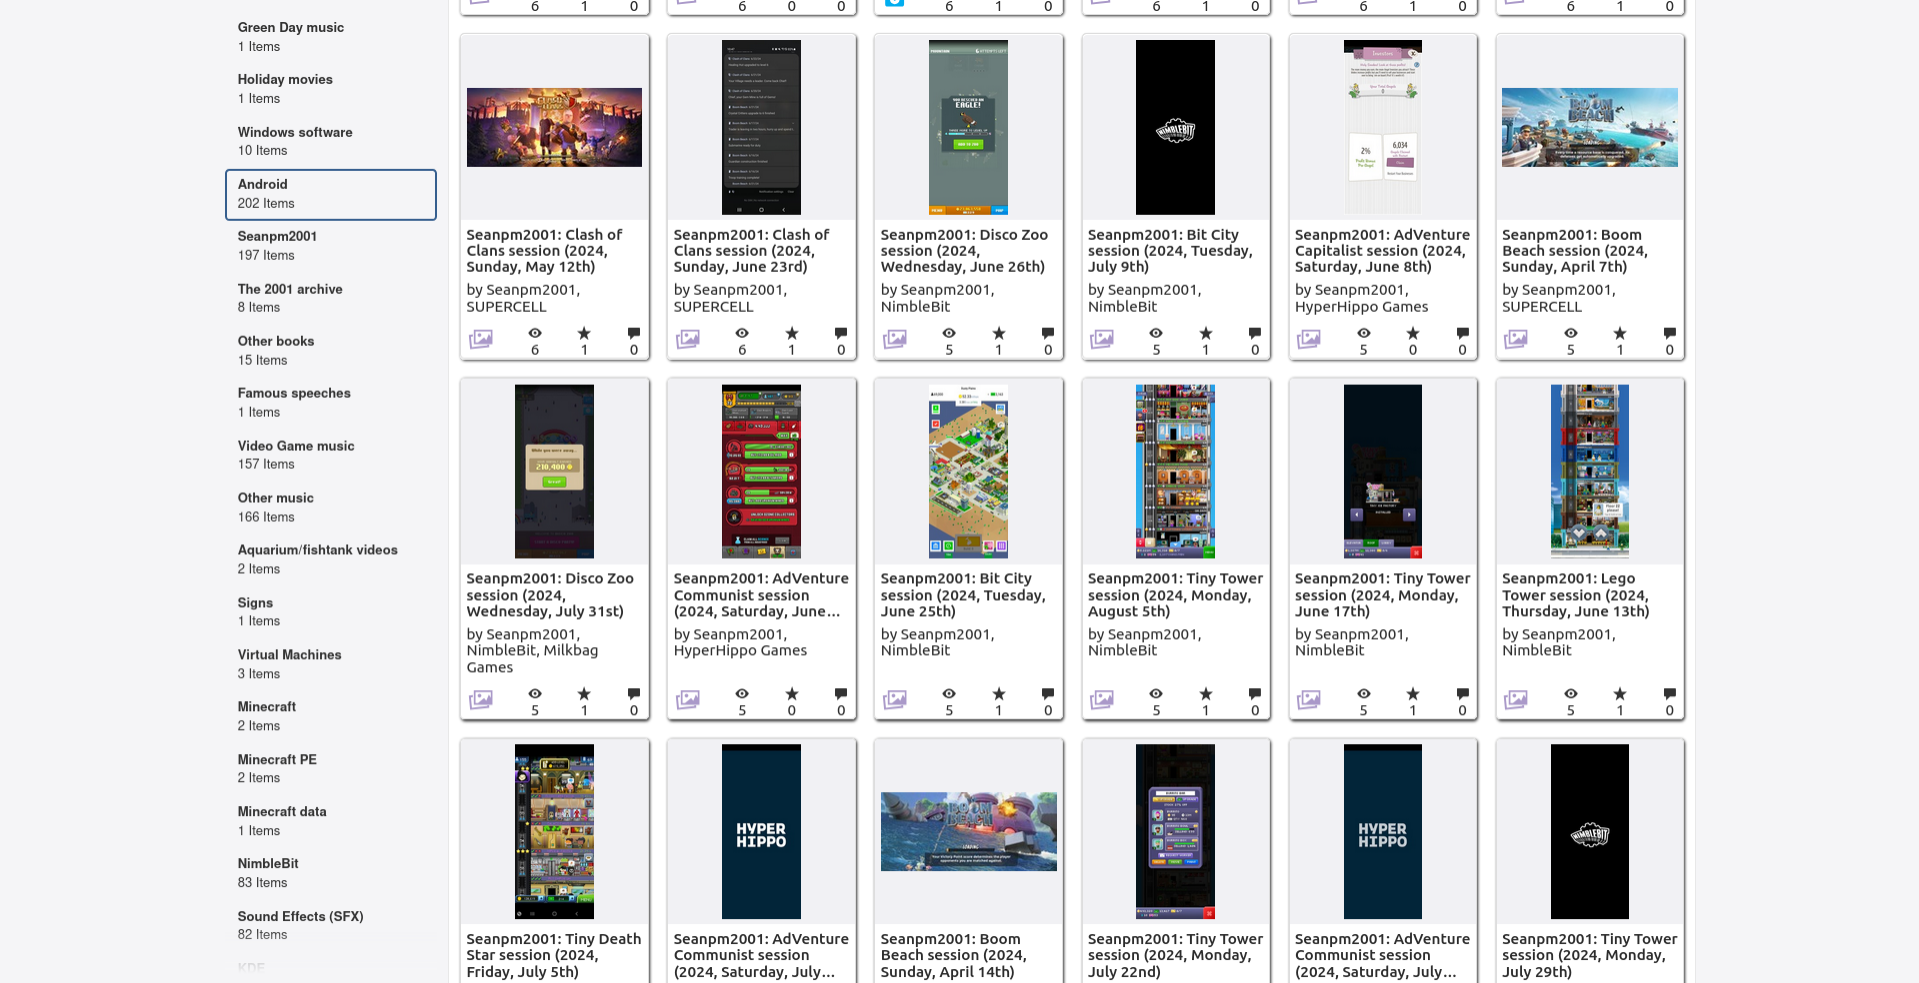 Green Day music
1 Items
Holiday movies
1 Items
Windows software
10 Items
Android
202 Items
Seanpm2001
197 Items
The 2001 archive
8 Items
Other books
15 Items
Famous speeches
1 Items
Video Game music
157 Items
Other music
166 Items
Aquarium/fishtank videos
2 Items
Signs
1 Items
Virtual Machines
3 Items
Minecraft
2 Items
Minecraft PE
2 Items
Minecraft data
1 Items
NimbleBit
83 Items
Sound Effects (SFX)
82 Items
KDE
6 1 0
6 0 0
6 1 0
6 1 0
6 1 0
6 1 0
Seanpm2001: Clash of
Clans session (2024,
Sunday, May 12th)
by Seanpm2001,
SUPERCELL
6 1 0
Seanpm2001: Clash of
Clans session (2024,
Sunday, June 23rd)
by Seanpm2001,
SUPERCELL
6 1 0
EAGLE!
Seanpm2001: Disco Zoo
session (2024,
Wednesday, June 26th)
by Seanpm2001,
NimbleBit
5 1 0
NIMBLEBIT
Seanpm2001: Bit City
session (2024, Tuesday,
July 9th)
by Seanpm2001,
NimbleBit
5 1 0
2%
6,034
Seanpm2001: AdVenture
Capitalist session (2024,
Saturday, June 8th)
by Seanpm2001,
HyperHippo Games
5 0 0
BOOM
BEACH
Seanpm2001: Boom
Beach session (2024,
Sunday, April 7th)
by Seanpm2001,
SUPERCELL
5 1 0
While you were away...
210,400
Seanpm2001: Disco Zoo
session (2024,
Wednesday, July 31st)
by Seanpm2001,
NimbleBit, Milkbag
Games
5 1 0
Seanpm2001: AdVenture
Communist session
(2024, Saturday, June...
by Seanpm2001,
HyperHippo Games
5 0 0
Seanpm2001: Bit City
session (2024, Tuesday,
June 25th)
by Seanpm2001,
NimbleBit
5 1 0
Seanpm2001: Tiny Tower
session (2024, Monday,
August 5th)
by Seanpm2001,
NimbleBit
5 1 0
Seanpm2001: Tiny Tower
session (2024, Monday,
June 17th)
by Seanpm2001,
NimbleBit
5 1 0
Seanpm2001: Lego
Tower session (2024,
Thursday, June 13th)
by Seanpm2001,
NimbleBit
5 1 0
Seanpm2001: Tiny Death
Star session (2024,
Friday, July 5th)
HYPER
HIPPO
Seanpm2001: AdVenture
Communist session
(2024, Saturday, July...
BOOM
BEACH
Seanpm2001: Boom
Beach session (2024,
Sunday, April 14th)
Seanpm2001: Tiny Tower
session (2024, Monday,
July 22nd)
HYPER
HIPPO
Seanpm2001: AdVenture
Communist session
(2024, Saturday, July...
NIMBLEBIT
Seanpm2001: Tiny Tower
session (2024, Monday,
July 29th)